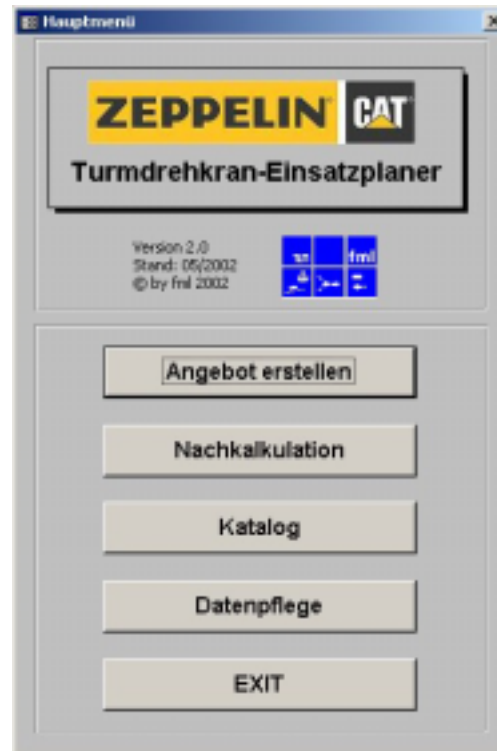 Hauptmenü
ZEPPELIN CAT
Turmdrehkran-Einsatzplaner
Version 2.0
Stand: 05/2002
© by fml 2002
fml
Angebot erstellen
Nachkalkulation
Katalog
Datenpflege
EXIT